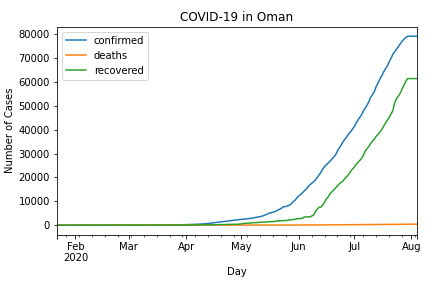 COVID-19 in Oman
confirmed
deaths
recovered
Number of Cases
80000
70000
60000
50000
40000
30000
20000
10000
0
Feb Mar Apr May Jun Jul Aug
2020
Day